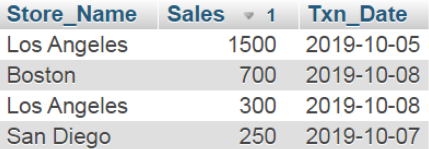 Store_Name Sales 1 Txn_Date
Los Angeles 1500 2019-10-05
Boston 700 2019-10-08
Los Angeles 300 2019-10-08
San Diego 250 2019-10-07